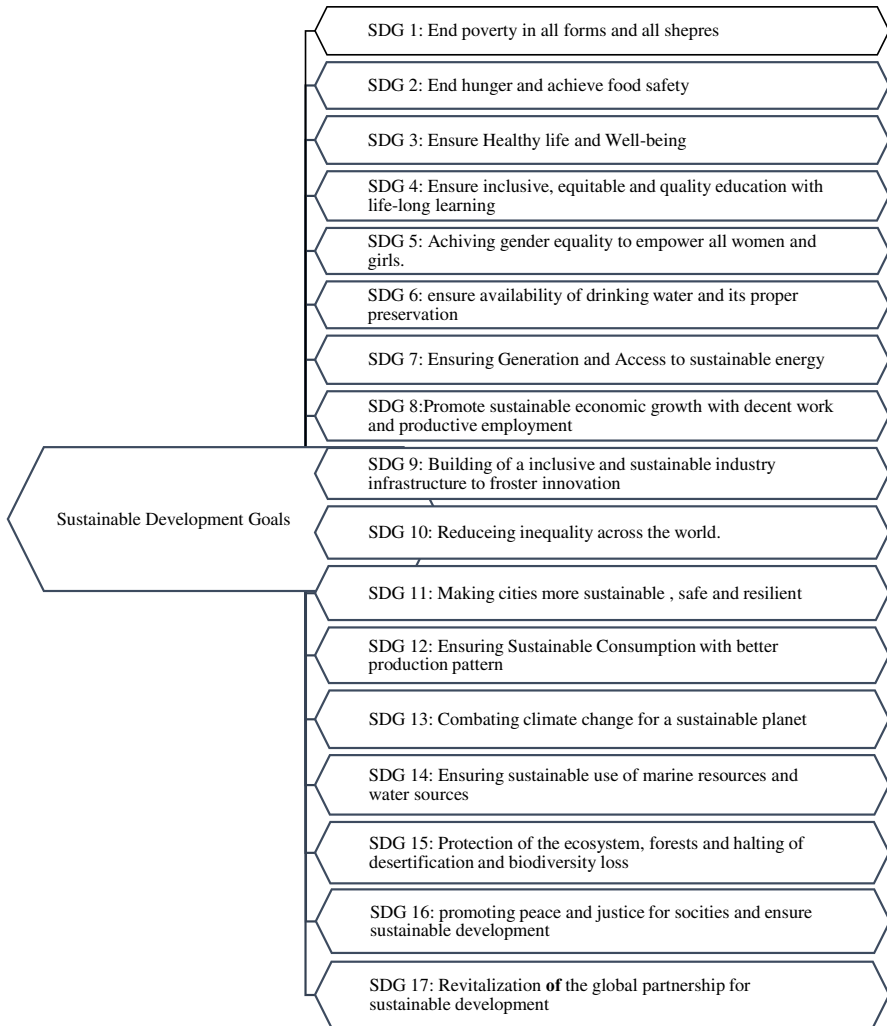 SDG 1: End poverty in all forms and all shepres
SDG 2: End hunger and achieve food safety
SDG 3: Ensure Healthy life and Well-being
SDG 4: Ensure inclusive, equitable and quality education with
life-long learning
SDG 5: Achiving gender equality to empower all women and
girls.
SDG 6: ensure availability of drinking water and its proper
preservation
SDG 7: Ensuring Generation and Access to sustainable energy
SDG 8:Promote sustainable economic growth with decent work
and productive employment
Sustainable Development Goals
SDG 9: Building of a inclusive and sustainable industry
infrastructure to froster innovation
SDG 10: Reduceing inequality across the world.
SDG 11: Making cities more sustainable , safe and resilient
SDG 12: Ensuring Sustainable Consumption with better
production pattern
SDG 13: Combating climate change for a sustainable planet
SDG 14: Ensuring sustainable use of marine resources and
water sources
SDG 15: Protection of the ecosystem, forests and halting of
desertification and biodiversity loss
SDG 16: promoting peace and justice for socities and ensure
sustainable development
SDG 17: Revitalization of the global partnership for
sustainable development